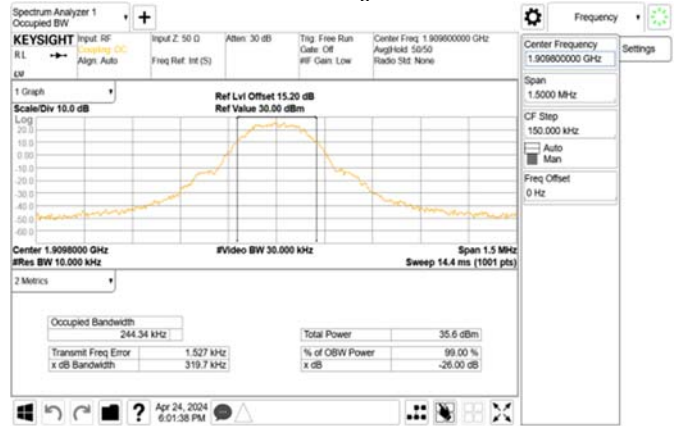 Spectrum Analyzer 1
Occupied BW
+
Frequency
KEYSIGHT
Input: RF
Coupling: DC
Align: Auto
Input Z: 50 Ω
Freq Ref: Int (S)
Atten: 30 dB
Trig: Free Run
Gate: Off
#IF Gain: Low
Center Freq: 1.909800000 GHz
Avg|Hold: 50/50
Radio Std: None
RL
Center Frequency
1.909800000 GHz
Settings
Span
1.5000 MHz
CF Step
150.000 kHz
Auto
Man
Freq Offset
0 Hz
1 Graph
Scale/Div 10.0 dB
Ref Lvl Offset 15.20 dB
Ref Value 30.00 dBm
Log
20.0
10.0
0.00
-10.0
-20.0
-30.0
-40.0
-50.0
-60.0
Center 1.9098000 GHz
#Res BW 10.000 kHz
#Video BW 30.000 kHz
Span 1.5 MHz
Sweep 14.4 ms (1001 pts)
2 Metrics
Occupied Bandwidth
244.34 kHz
Total Power
35.6 dBm
Transmit Freq Error
1.527 kHz
% of OBW Power
99.00 %
x dB Bandwidth
319.7 kHz
x dB
-26.00 dB
?
Apr 24, 2024
6:01:38 PM